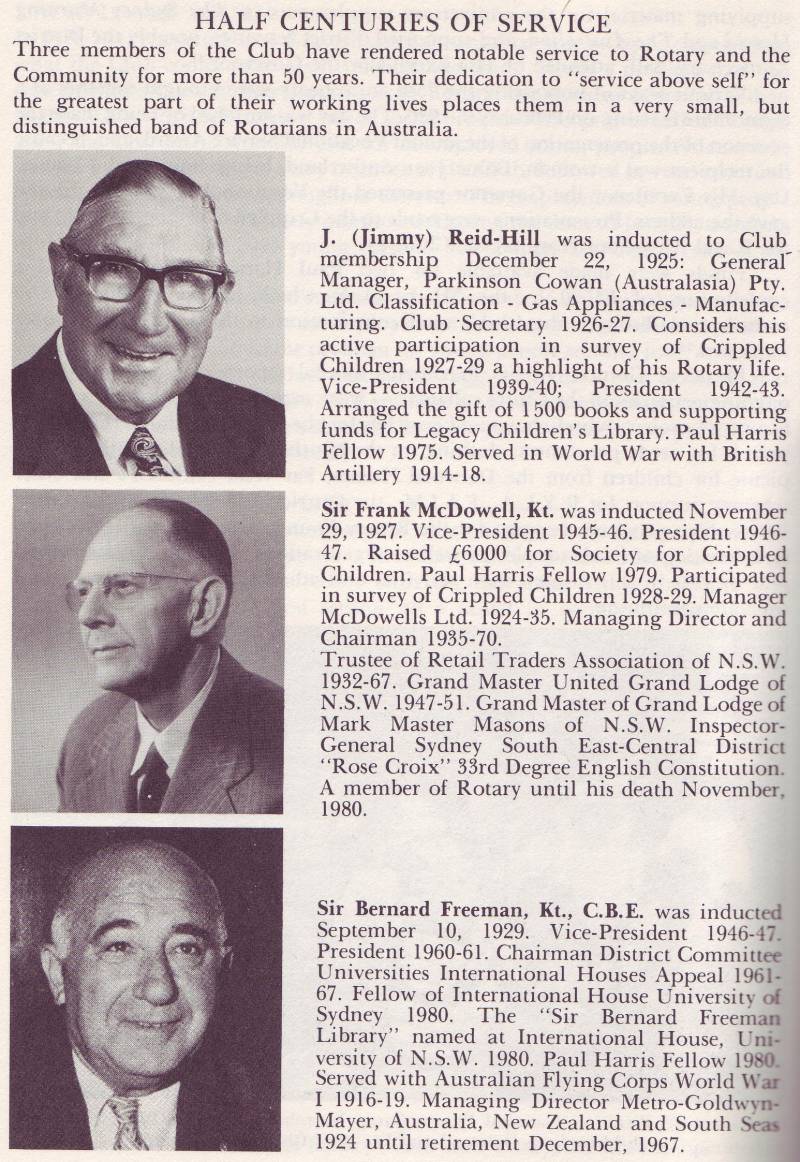 HALF CENTURIES OF SERVICE
Three members of the Club have rendered notable service to Rotary and the
Community for more than 50 years. Their dedication to "service above self" for
the greatest part of their working lives places them in a very small, but
distinguished band of Rotarians in Australia.
J. (Jimmy) Reid-Hill was inducted to Club
membership December 22, 1925: General
Manager, Parkinson Cowan (Australasia) Pty.
Ltd. Classification - Gas Appliances - Manufac-
turing. Club Secretary 1926-27. Considers his
active participation in survey of Crippled
Children 1927-29 a highlight of his Rotary life.
Vice-President 1939-40; President 1942-43.
Arranged the gift of 1500 books and supporting
funds for Legacy Children's Library. Paul Harris
Fellow 1975. Served in World War with British
Artillery 1914-18.
Sir Frank McDowell, Kt. was inducted November
29, 1927. Vice-President 1945-46. President 1946-
47. Raised £6000 for Society for Crippled
Children. Paul Harris Fellow 1979. Participated
in survey of Crippled Children 1928-29. Manager
McDowells Ltd. 1924-35. Managing Director and
Chairman 1935-70.
Trustee of Retail Traders Association of N.S.W.
1932-67. Grand Master United Grand Lodge of
N.S.W. 1947-51. Grand Master of Grand Lodge of
Mark Master Masons of N.S.W. Inspector-
General Sydney South East-Central District
"Rose Croix" 33rd Degree English Constitution.
A member of Rotary until his death November,
1980.
Sir Bernard Freeman, Kt., C.B.E. was inducted
September 10, 1929. Vice-President 1946-47.
President 1960-61. Chairman District Committee
Universities International Houses Appeal 1961-
67. Fellow of International House University of
Sydney 1980. The "Sir Bernard Freeman
Library" named at International House, Uni-
versity of N.S.W. 1980. Paul Harris Fellow 1980.
Served with Australian Flying Corps World War
I 1916-19. Managing Director Metro-Goldwyn-
Mayer, Australia, New Zealand and South Seas
1924 until retirement December, 1967.